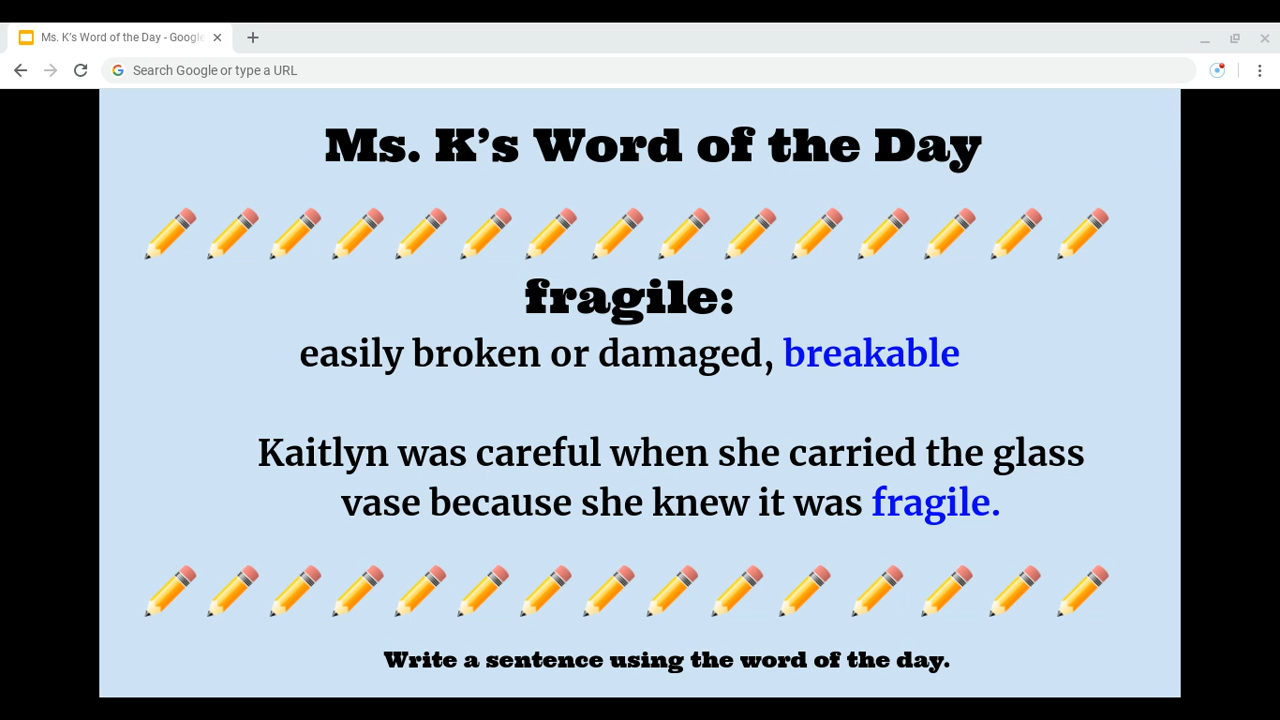 Ms. K's Word of the Day - Google
Search Google or type a URL
Ms. K’s Word of the Day
fragile:
easily broken or damaged, breakable
Kaitlyn was careful when she carried the glass
vase because she knew it was fragile.
Write a sentence using the word of the day.